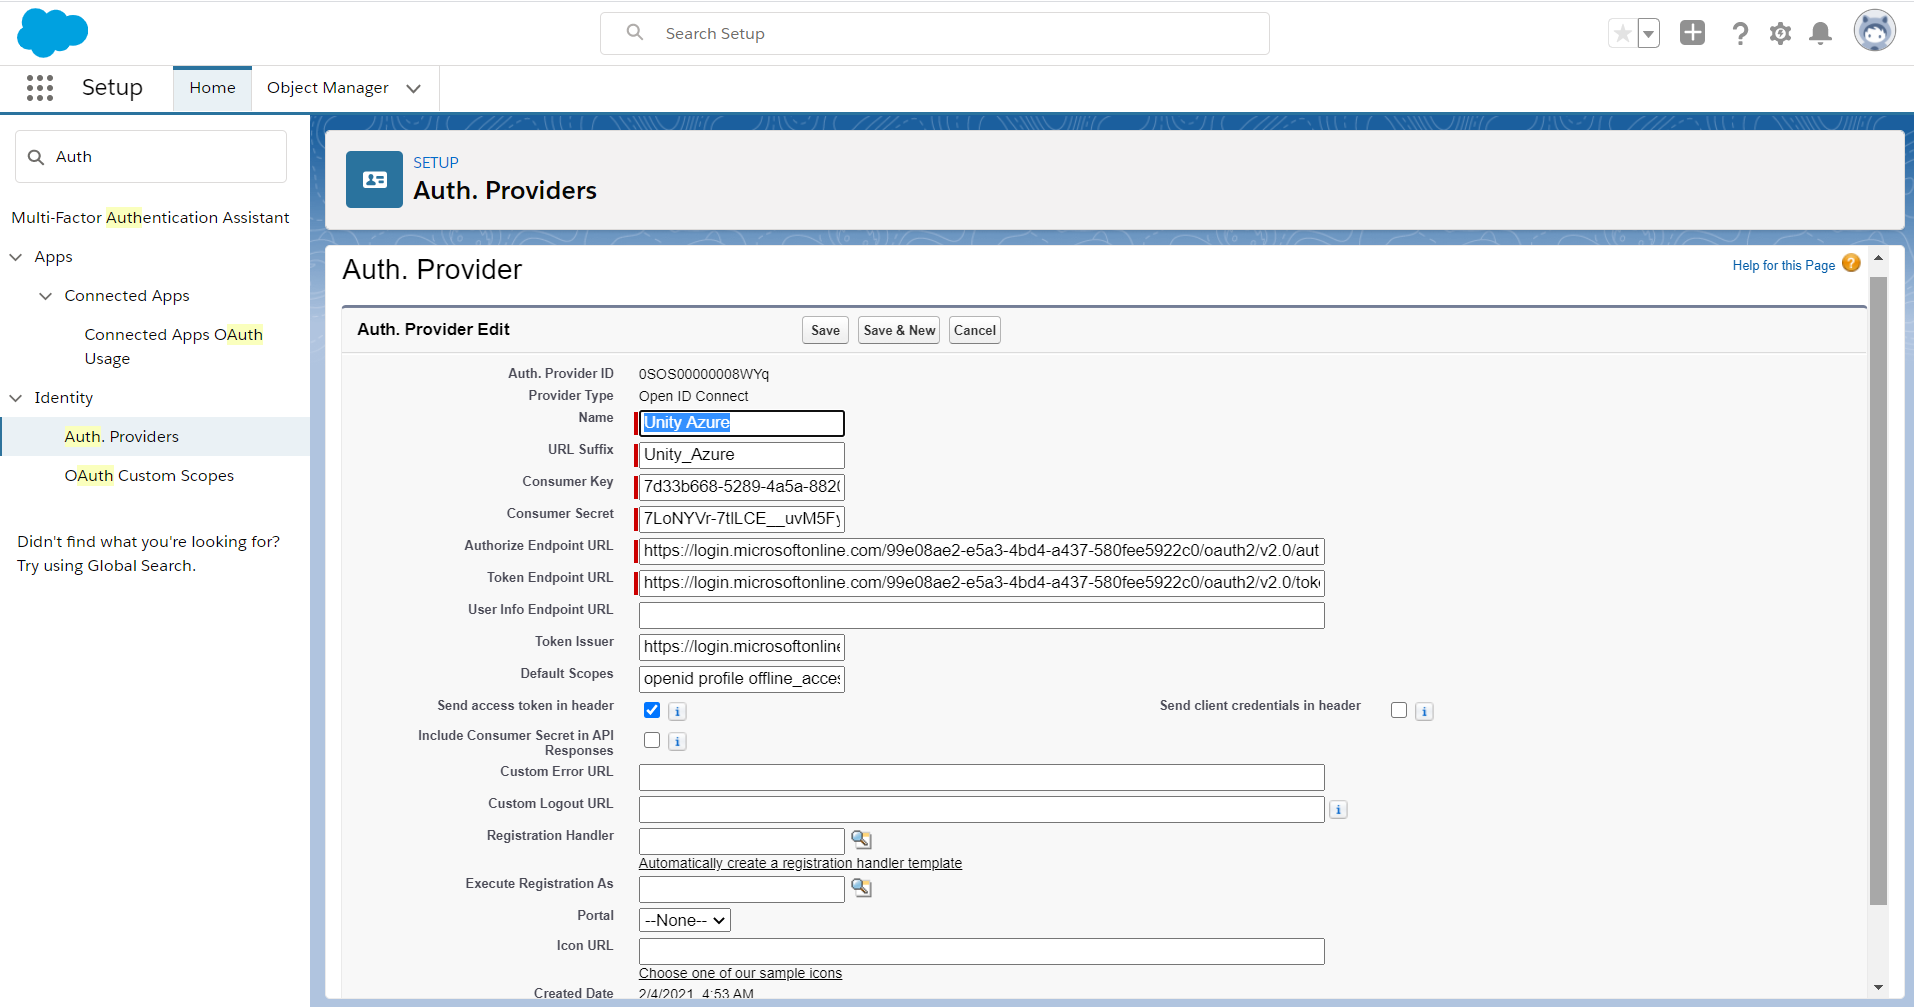 Search Setup
Setup
Home
Object Manager
Auth
Multi-Factor Authentication Assistant
Apps
Connected Apps
Connected Apps OAuth
Usage
Identity
Auth. Providers
OAuth Custom Scopes
Didn't find what you're looking for?
Try using Global Search.
SETUP
Auth. Providers
Auth. Provider
Help for this Page
Auth. Provider Edit
Save
Save & New
Cancel
Auth. Provider ID 0SOS00000008WYq
Provider Type Open ID Connect
Name Unity Azure
URL Suffix Unity_Azure
Consumer Key 7d33b668-5289-4a5a-8820
Consumer Secret 7LoNYVr-7tlLCE__uvM5Fy
Authorize Endpoint URL https://login.microsoftonline.com/99e08ae2-e5a3-4bd4-a437-580fee5922c0/oauth2/v2.0/aut
Token Endpoint URL https://login.microsoftonline.com/99e08ae2-e5a3-4bd4-a437-580fee5922c0/oauth2/v2.0/toke
User Info Endpoint URL
Token Issuer https://login.microsoftonline
Default Scopes openid profile offline_acces
Send access token in header
Send client credentials in header
Include Consumer Secret in API
Responses
Custom Error URL
Custom Logout URL
Registration Handler
Automatically create a registration handler template
Execute Registration As
Portal --None--
Icon URL
Choose one of our sample icons
Created Date 2/4/2021, 4:53 AM